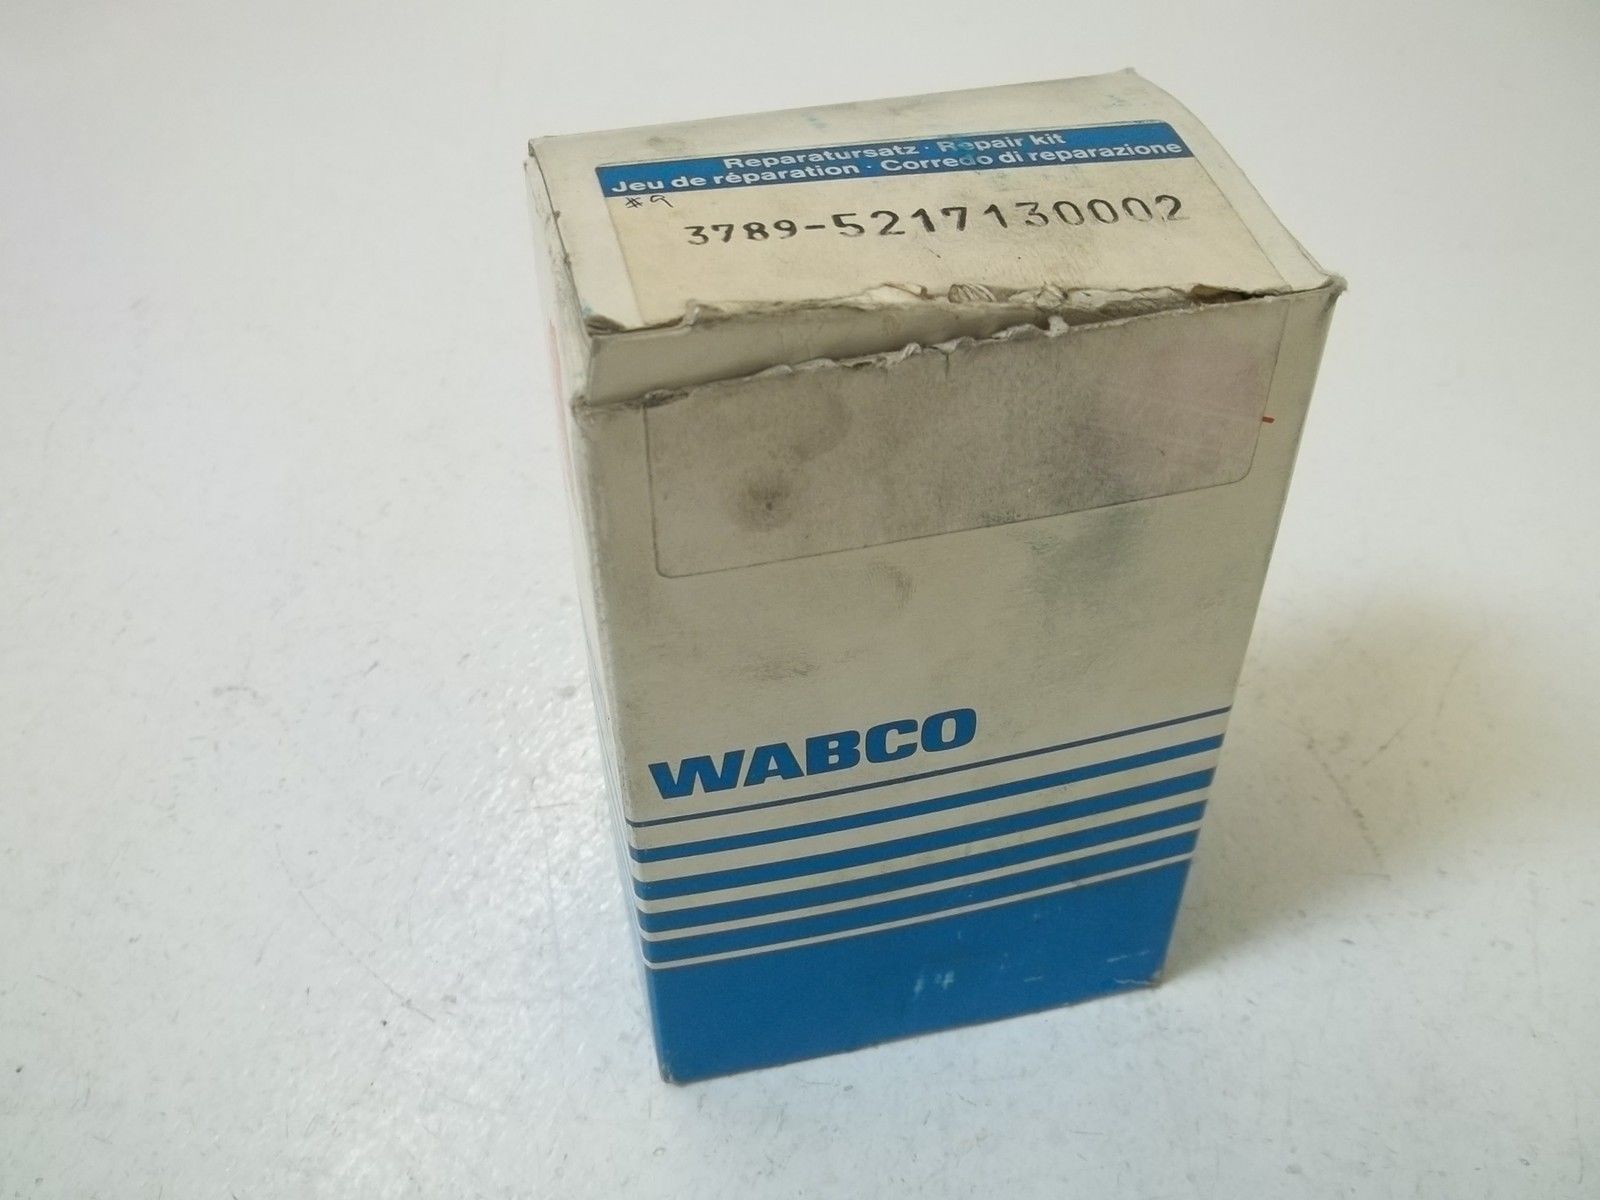 Reparatursatz · Repair kit
Jeu de réparation · Corredo di reparazione
#9
3789-5217130002
WABCO